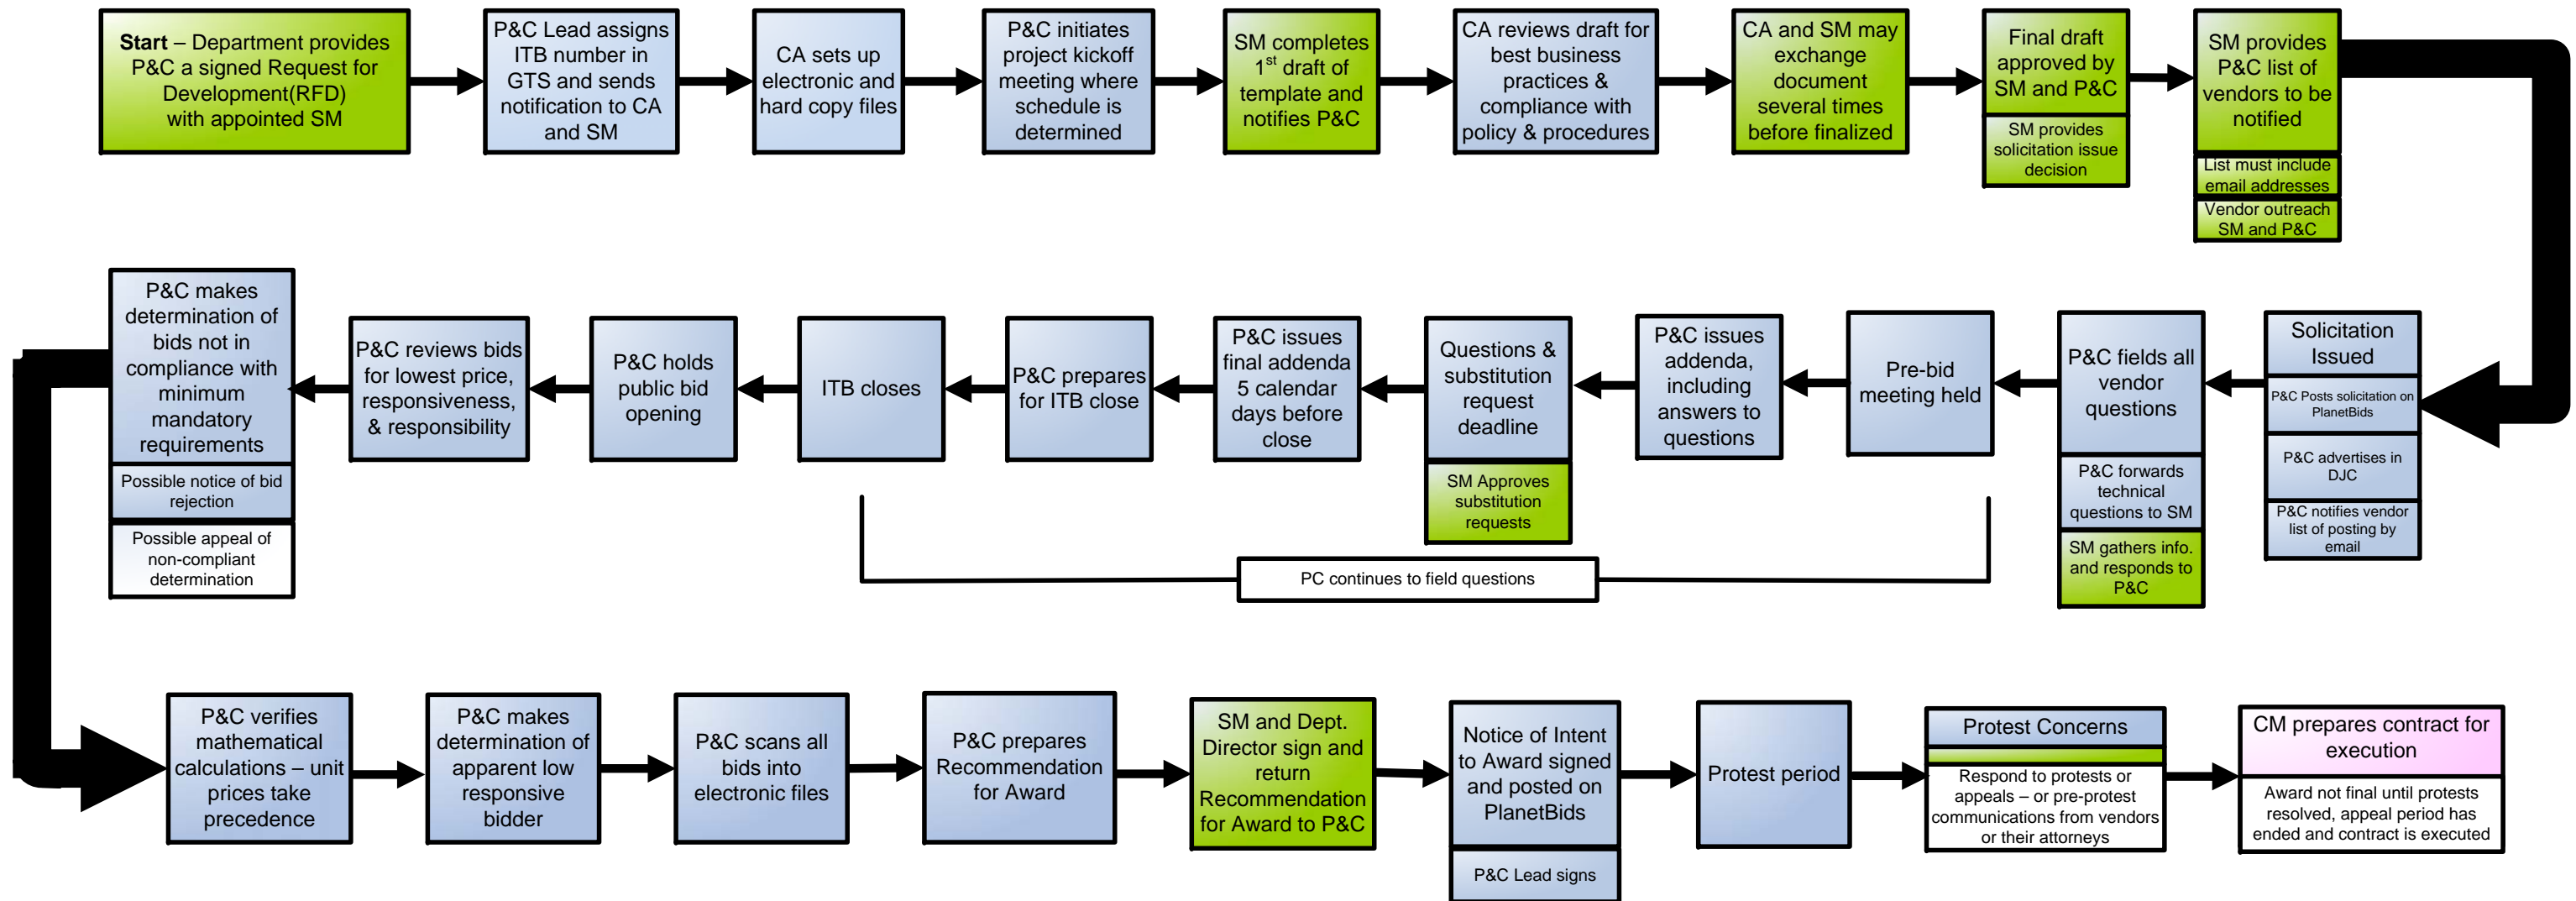 Start – Department provides
P&C a signed Request for
Development(RFD)
with appointed SM
P&C Lead assigns
ITB number in
GTS and sends
notification to CA
and SM
CA sets up
electronic and
hard copy files
P&C initiates
project kickoff
meeting where
schedule is
determined
SM completes
1st draft of
template and
notifies P&C
CA reviews draft for
best business
practices &
compliance with
policy & procedures
CA and SM may
exchange
document
several times
before finalized
Final draft
approved by
SM and P&C
SM provides
solicitation issue
decision
SM provides
P&C list of
vendors to be
notified
List must include
email addresses
Vendor outreach
SM and P&C
Solicitation
Issued
P&C Posts solicitation on
PlanetBids
P&C advertises in
DJC
P&C notifies vendor
list of posting by
email
P&C fields all
vendor
questions
P&C forwards
technical
questions to SM
SM gathers info.
and responds to
P&C
Pre-bid
meeting held
P&C issues
addenda,
including
answers to
questions
Questions &
substitution
request
deadline
SM Approves
substitution
requests
P&C issues
final addenda
5 calendar
days before
close
P&C prepares
for ITB close
ITB closes
PC continues to field questions
P&C holds
public bid
opening
P&C reviews bids
for lowest price,
responsiveness,
& responsibility
P&C makes
determination of
bids not in
compliance with
minimum
mandatory
requirements
Possible notice of bid
rejection
Possible appeal of
non-compliant
determination
P&C verifies
mathematical
calculations – unit
prices take
precedence
P&C makes
determination of
apparent low
responsive
bidder
P&C scans all
bids into
electronic files
P&C prepares
Recommendation
for Award
SM and Dept.
Director sign and
return
Recommendation
for Award to P&C
Notice of Intent
to Award signed
and posted on
PlanetBids
P&C Lead signs
Protest period
Protest Concerns
Respond to protests or
appeals – or pre-protest
communications from vendors
or their attorneys
CM prepares contract for
execution
Award not final until protests
resolved, appeal period has
ended and contract is executed